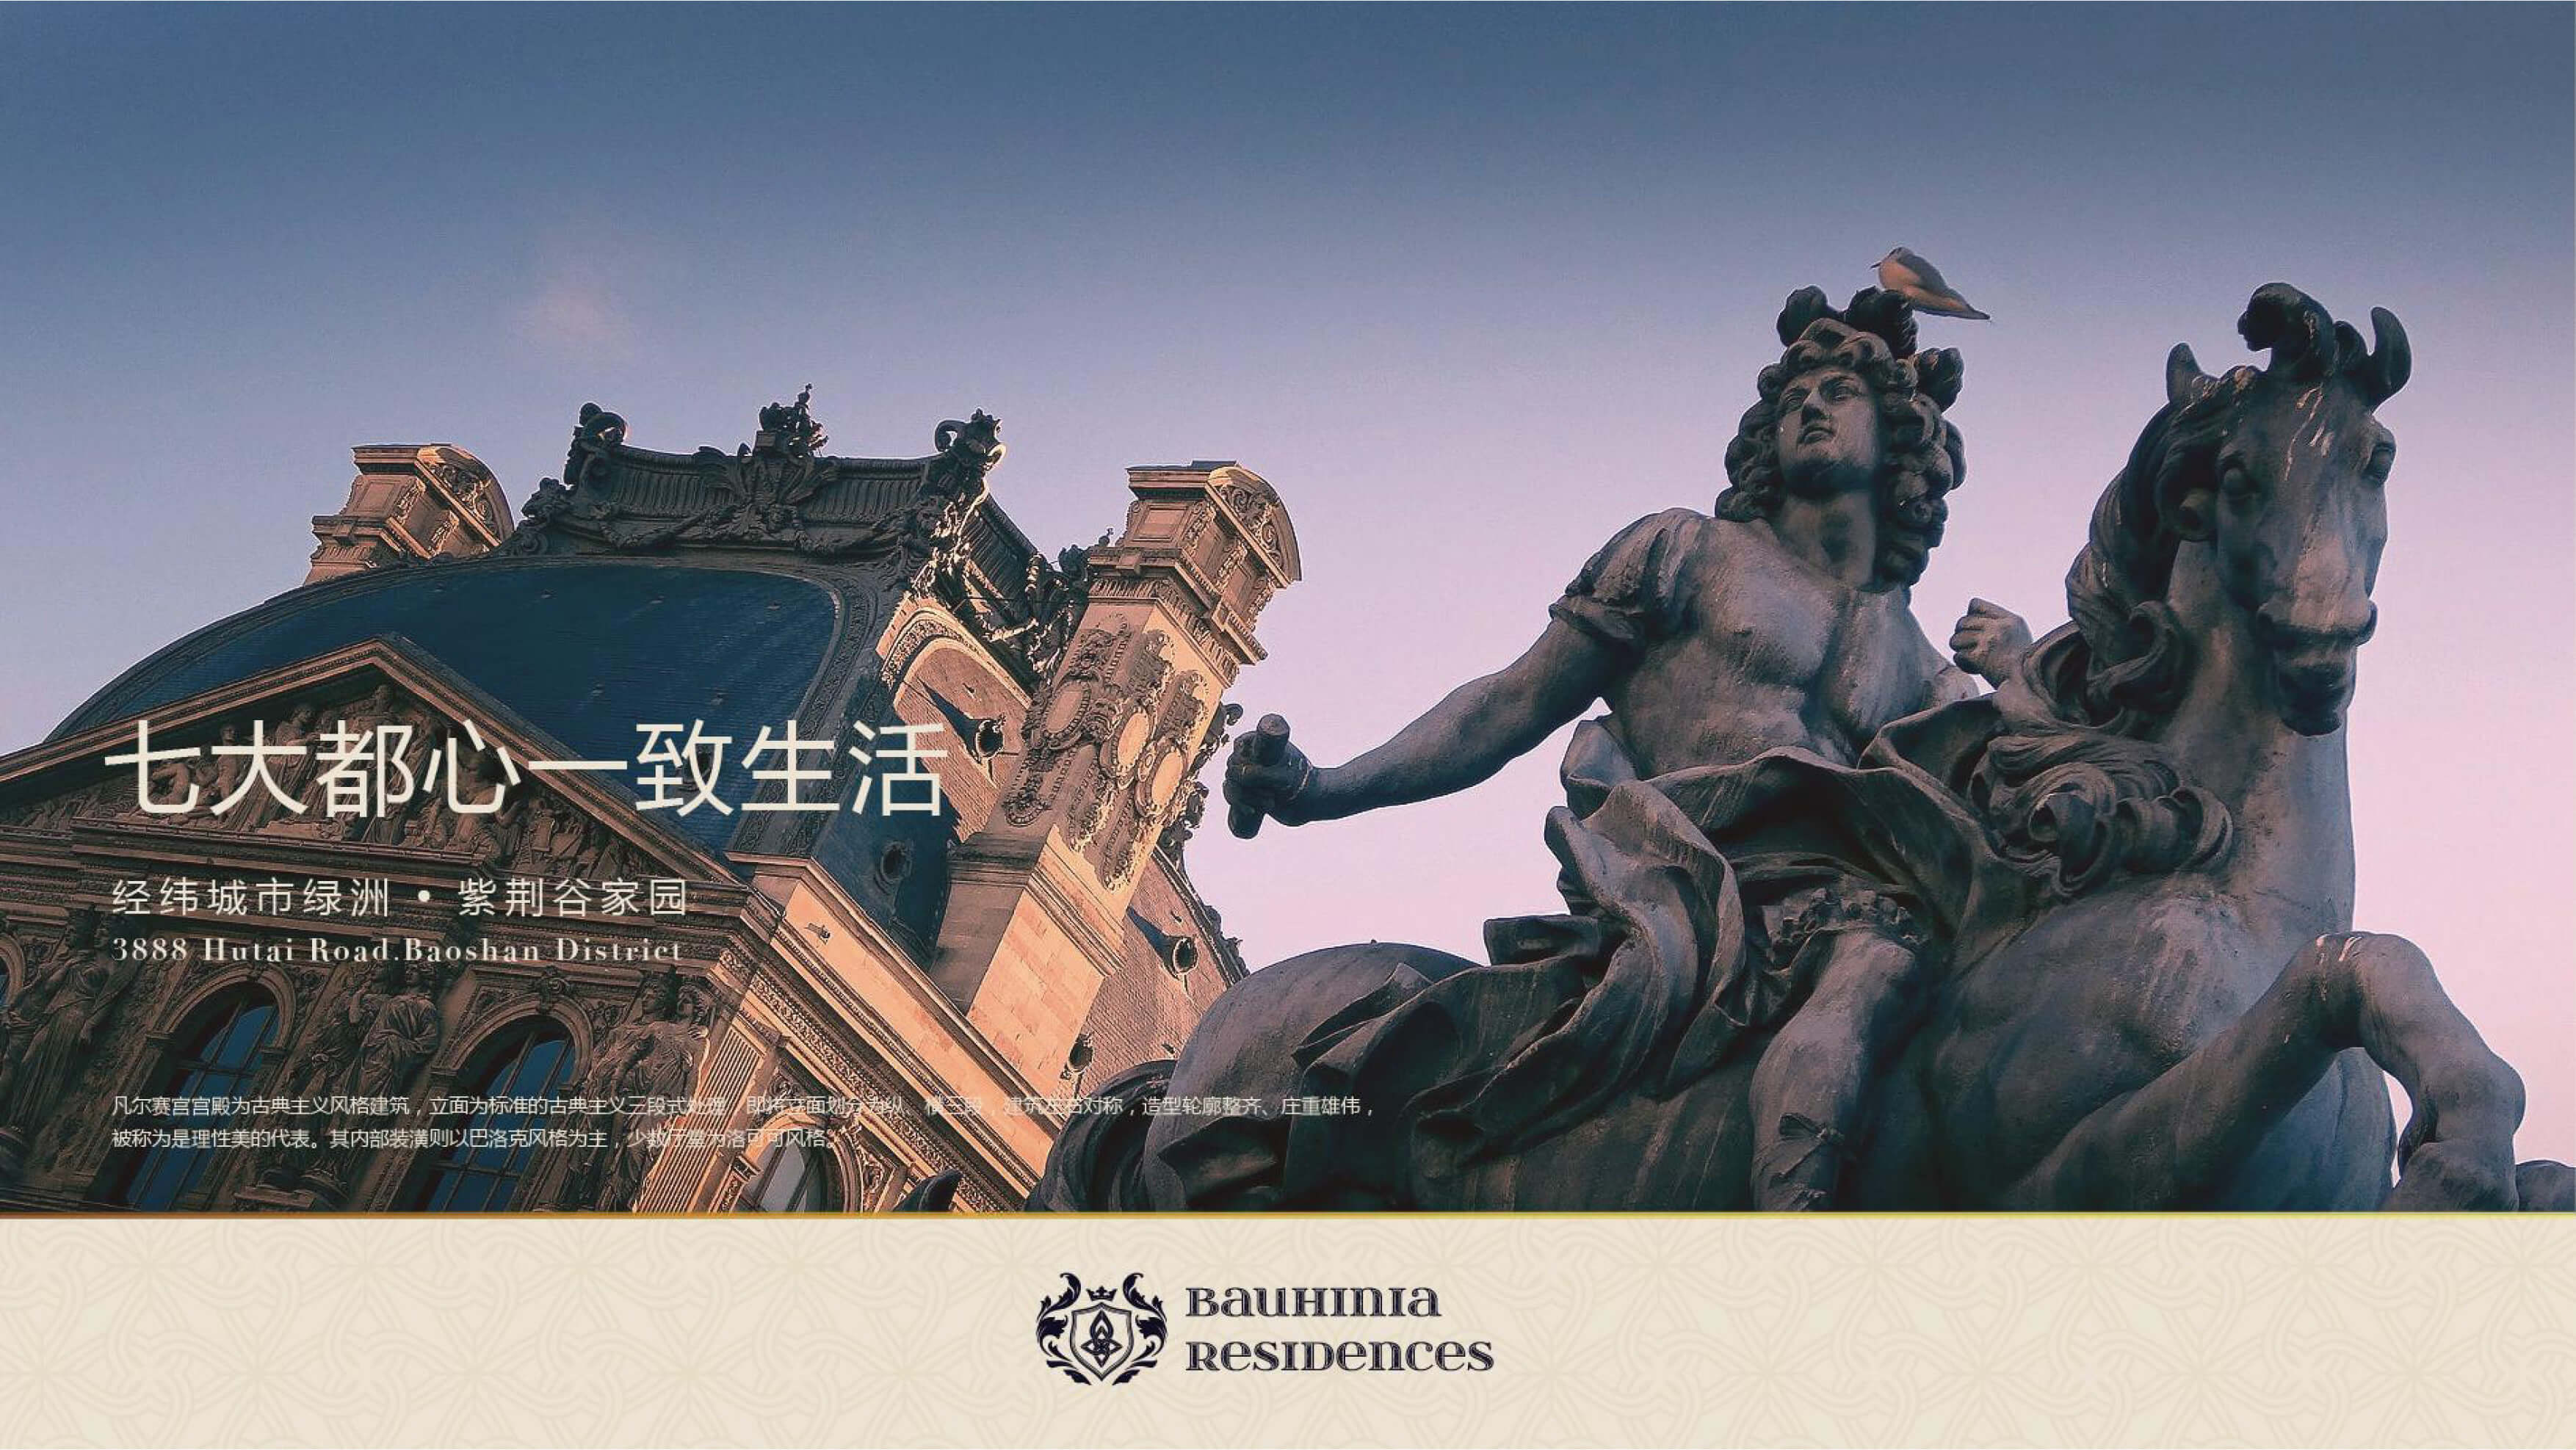 七大都心一致生活
经纬城市绿洲·紫荆谷家园
3888 Hutai Road.Baoshan District
凡尔赛宫宫殿为古典主义风格建筑，立面为标准的古典主义三段式处理，即将立面划分为纵、横三段，建筑左右对称，造型轮廓整齐、庄重雄伟，
被称为是理性美的代表。其内部装潢则以巴洛克风格为主，少数厅堂为洛可可风格。
BAUHINIA
RESIDENCES